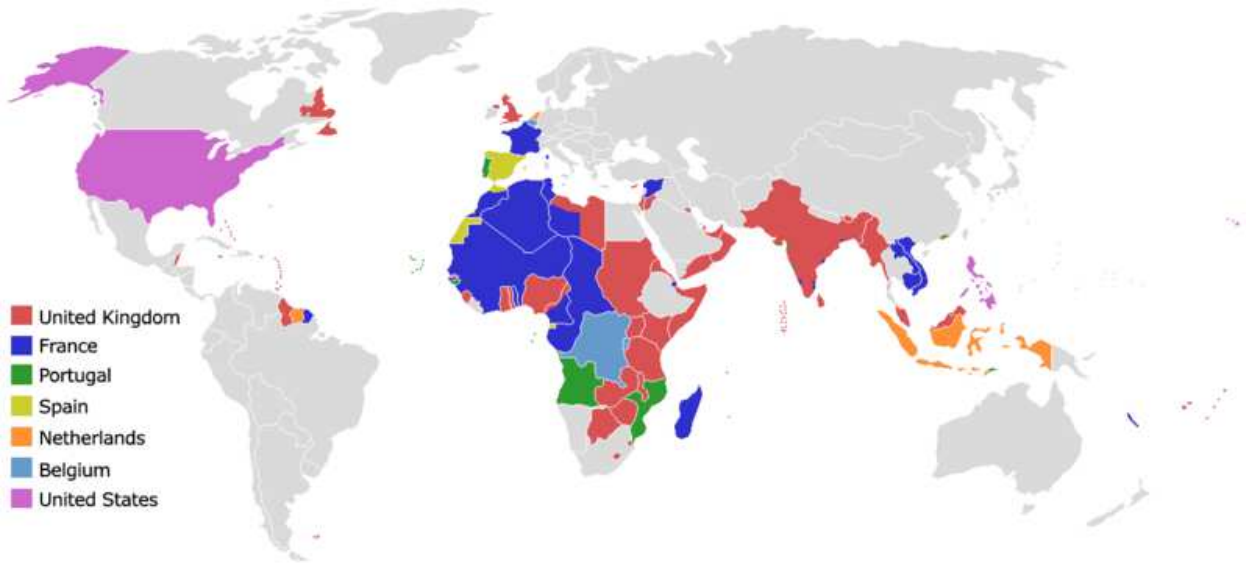 United Kingdom
France
Portugal
Spain
Netherlands
Belgium
United States